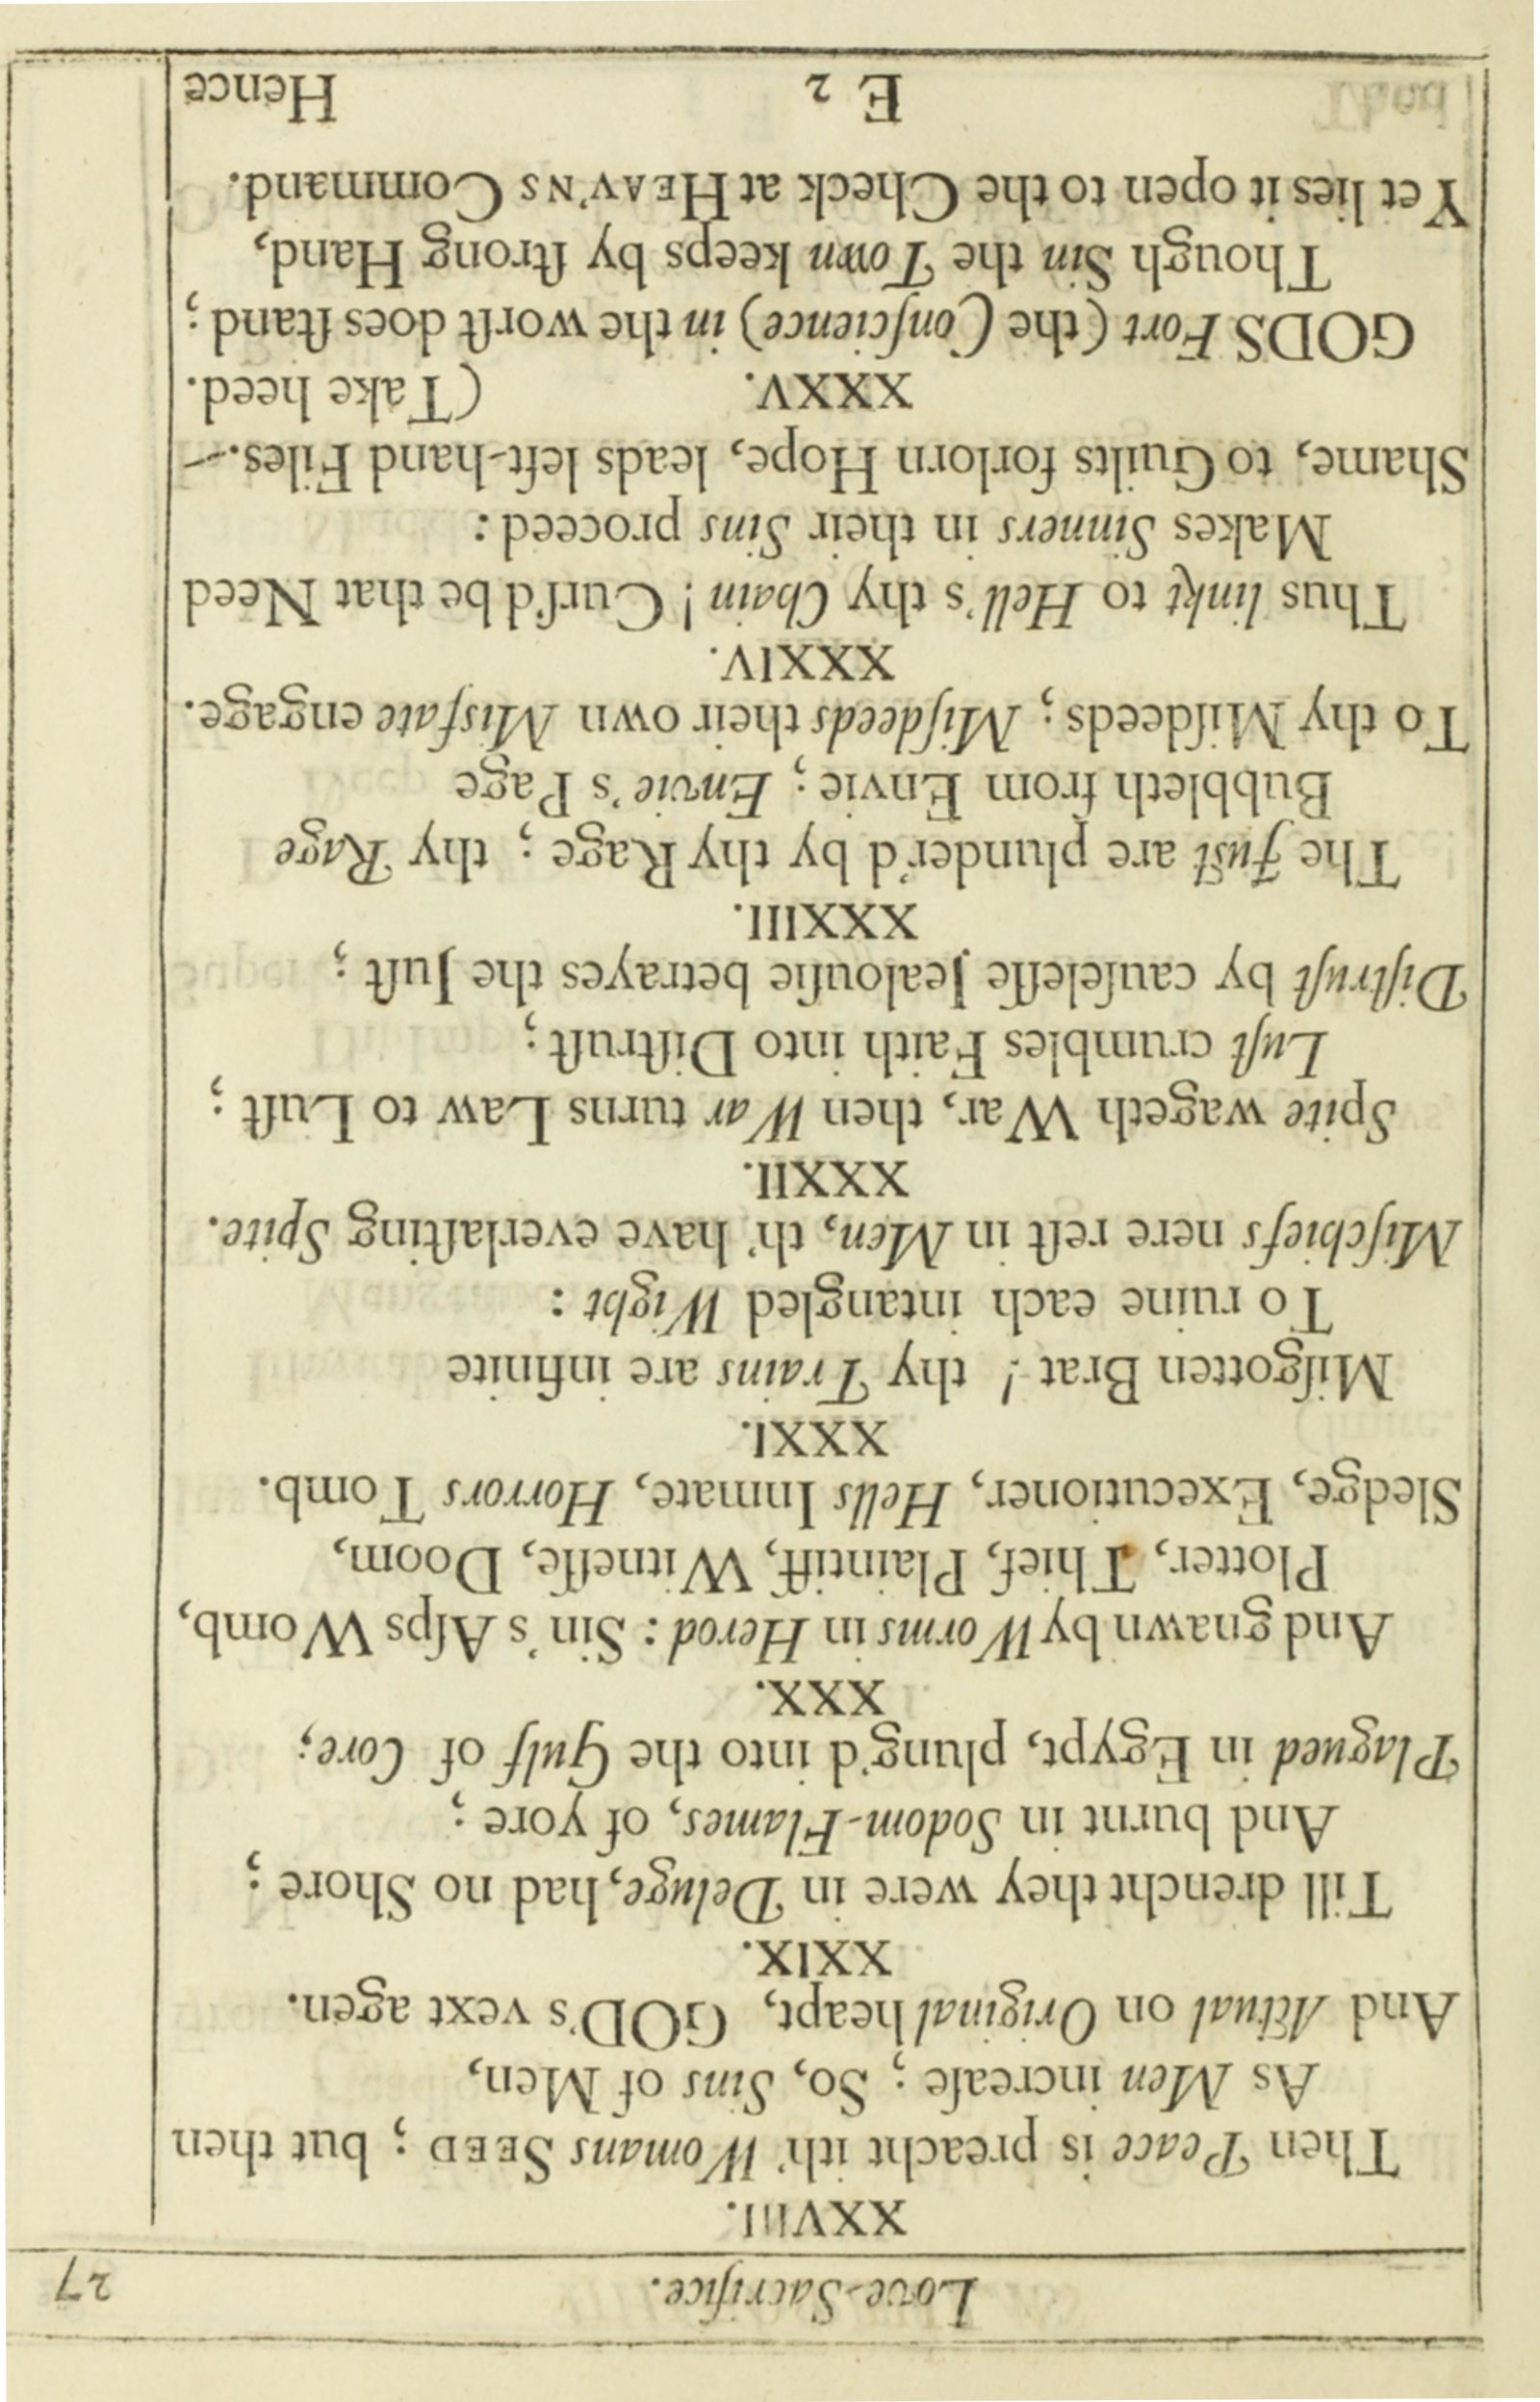 Love-Sacrifice. 27
XXVIII.
Then Peace is preacht ith' Womans SEED ; but then
As Men increaſe ; So, Sins of Men,
And Actual on Original heapt, GOD's vext agen.
XXIX.
Till drencht they were in Deluge, had no Shore ;
And burnt in Sodom-Flames, of yore ;
Plagued in Egypt, plung'd into the Gulf of Core ;
XXX.
And gnawn by Worms in Herod : Sin's Aſps Womb,
Plotter, Thief, Plaintiff, Witneſſe, Doom,
Sledge, Executioner, Hells Inmate, Horrors Tomb.
XXXI.
Miſgotten Brat ! thy Trains are infinite
To ruine each intangled Wight :
Miſchiefs nere reſt in Men, th' have everlaſting Spite.
XXXII.
Spite wageth War, then War turns Law to Luſt ;
Luſt crumbles Faith into Diſtruſt ;
Diſtruſt by cauſeleſſe Jealouſie betrayes the Juſt ;
XXXIII.
The Juſt are plunder'd by thy Rage ; thy Rage
Bubbleth from Envie ; Envie's Page
To thy Miſdeeds ; Miſdeeds their own Misfate engage.
XXXIV.
Thus linkt to Hell's thy Chain ! Curſ'd be that Need
Makes Sinners in their Sins proceed :
Shame, to Guilts forlorn Hope, leads left-hand Files.—
XXXV. (Take heed.
GODS Fort (the Conſcience) in the worſt does ſtand ;
Though Sin the Town keeps by ſtrong Hand,
Yet lies it open to the Check at HEAV'NS Command.
E 2 Hence